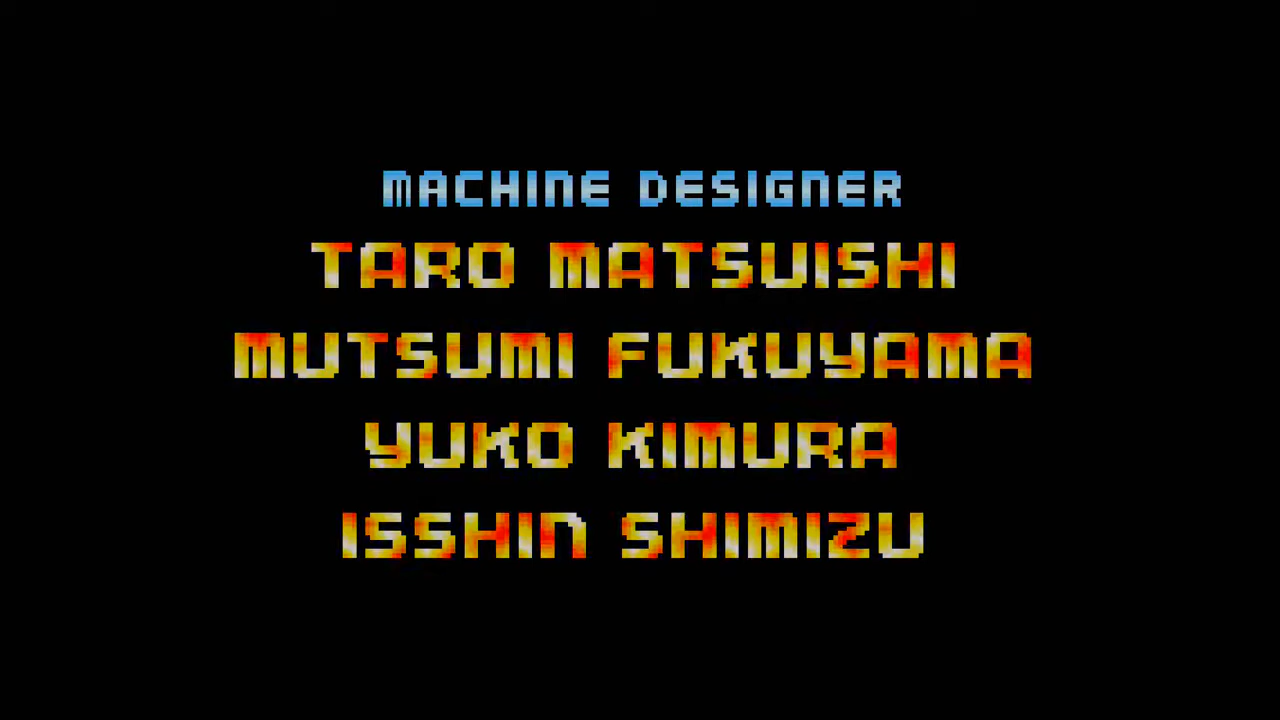 MACHINE DESIGNER
TARO MATSUISHI
MUTSUMI FUKUYAMA
YUKO KIMURA
ISSHIN SHIMIZU